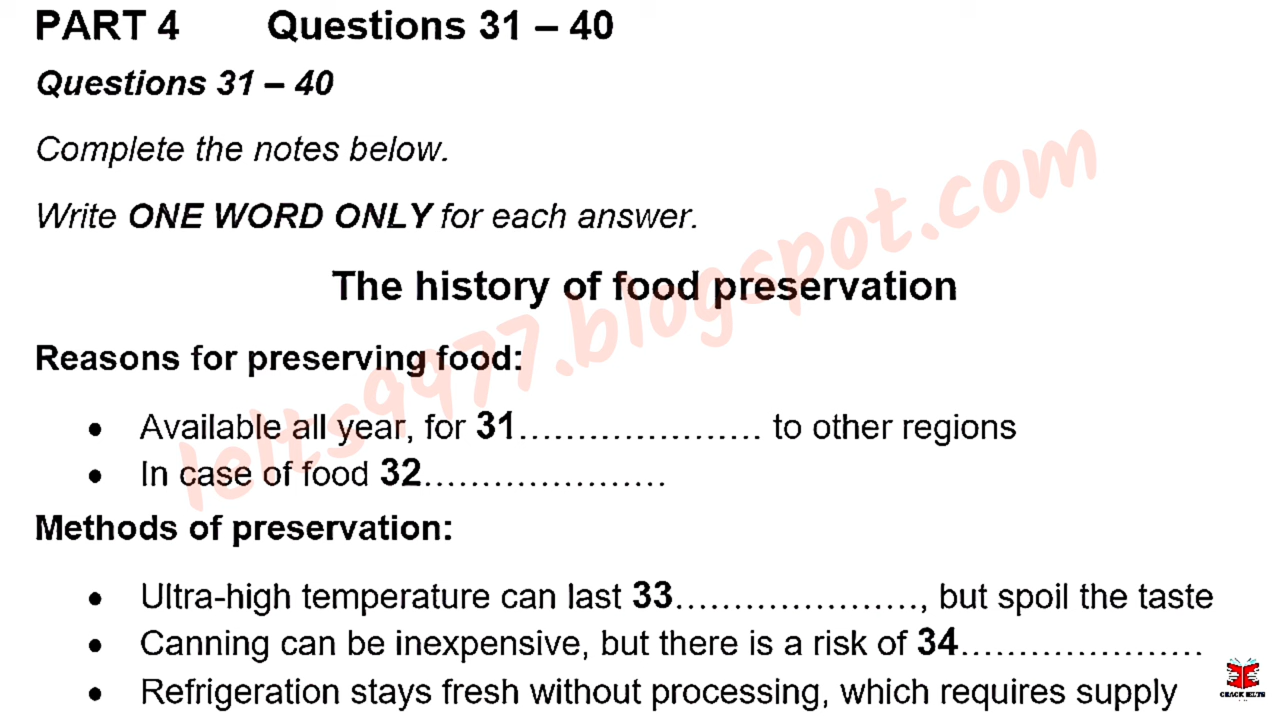 PART 4 Questions 31 – 40
Questions 31 – 40
Complete the notes below.
Write ONE WORD ONLY for each answer.
The history of food preservation
Reasons for preserving food:
• Available all year, for 31………………… to other regions
• In case of food 32…………………
Methods of preservation:
• Ultra-high temperature can last 33…………………, but spoil the taste
• Canning can be inexpensive, but there is a risk of 34…………………
• Refrigeration stays fresh without processing, which requires supply
Ielts9977.blogspot.com
CRACK IELTS